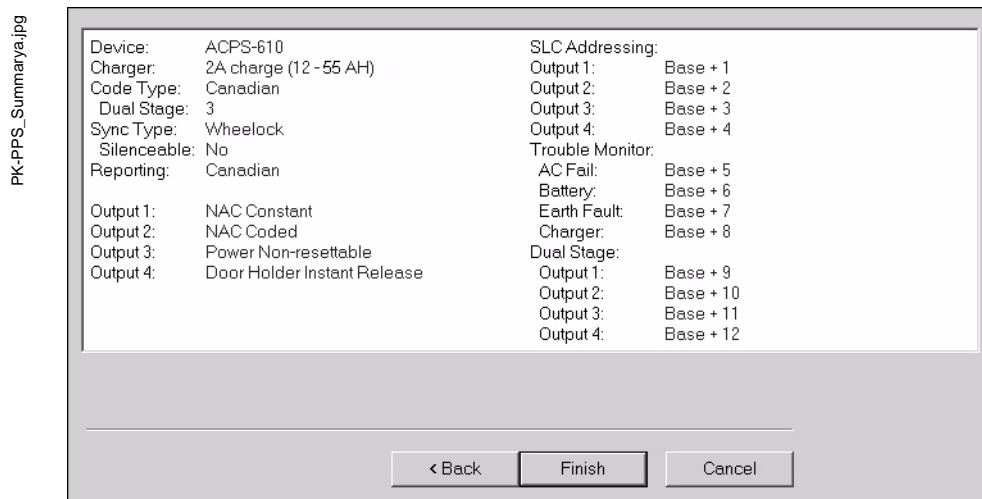 PK-PPS_Summarya.jpg
Device: ACPS-610
Charger: 2A charge (12 - 55 AH)
Code Type: Canadian
Dual Stage: 3
Sync Type: Wheelock
Silenceable: No
Reporting: Canadian
Output 1: NAC Constant
Output 2: NAC Coded
Output 3: Power Non-resettable
Output 4: Door Holder Instant Release
SLC Addressing:
Output 1: Base + 1
Output 2: Base + 2
Output 3: Base + 3
Output 4: Base + 4
Trouble Monitor:
AC Fail: Base + 5
Battery: Base + 6
Earth Fault: Base + 7
Charger: Base + 8
Dual Stage:
Output 1: Base + 9
Output 2: Base + 10
Output 3: Base + 11
Output 4: Base + 12
< Back
Finish
Cancel